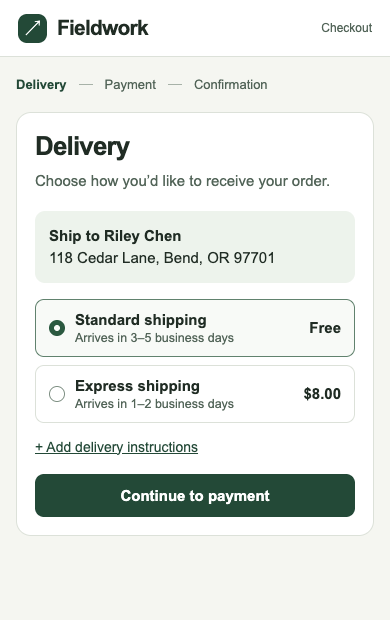 Fieldwork
Checkout
Delivery — Payment — Confirmation
Delivery
Choose how you’d like to receive your order.
Ship to Riley Chen
118 Cedar Lane, Bend, OR 97701
Standard shipping
Arrives in 3–5 business days
Free
Express shipping
Arrives in 1–2 business days
$8.00
+ Add delivery instructions
Continue to payment